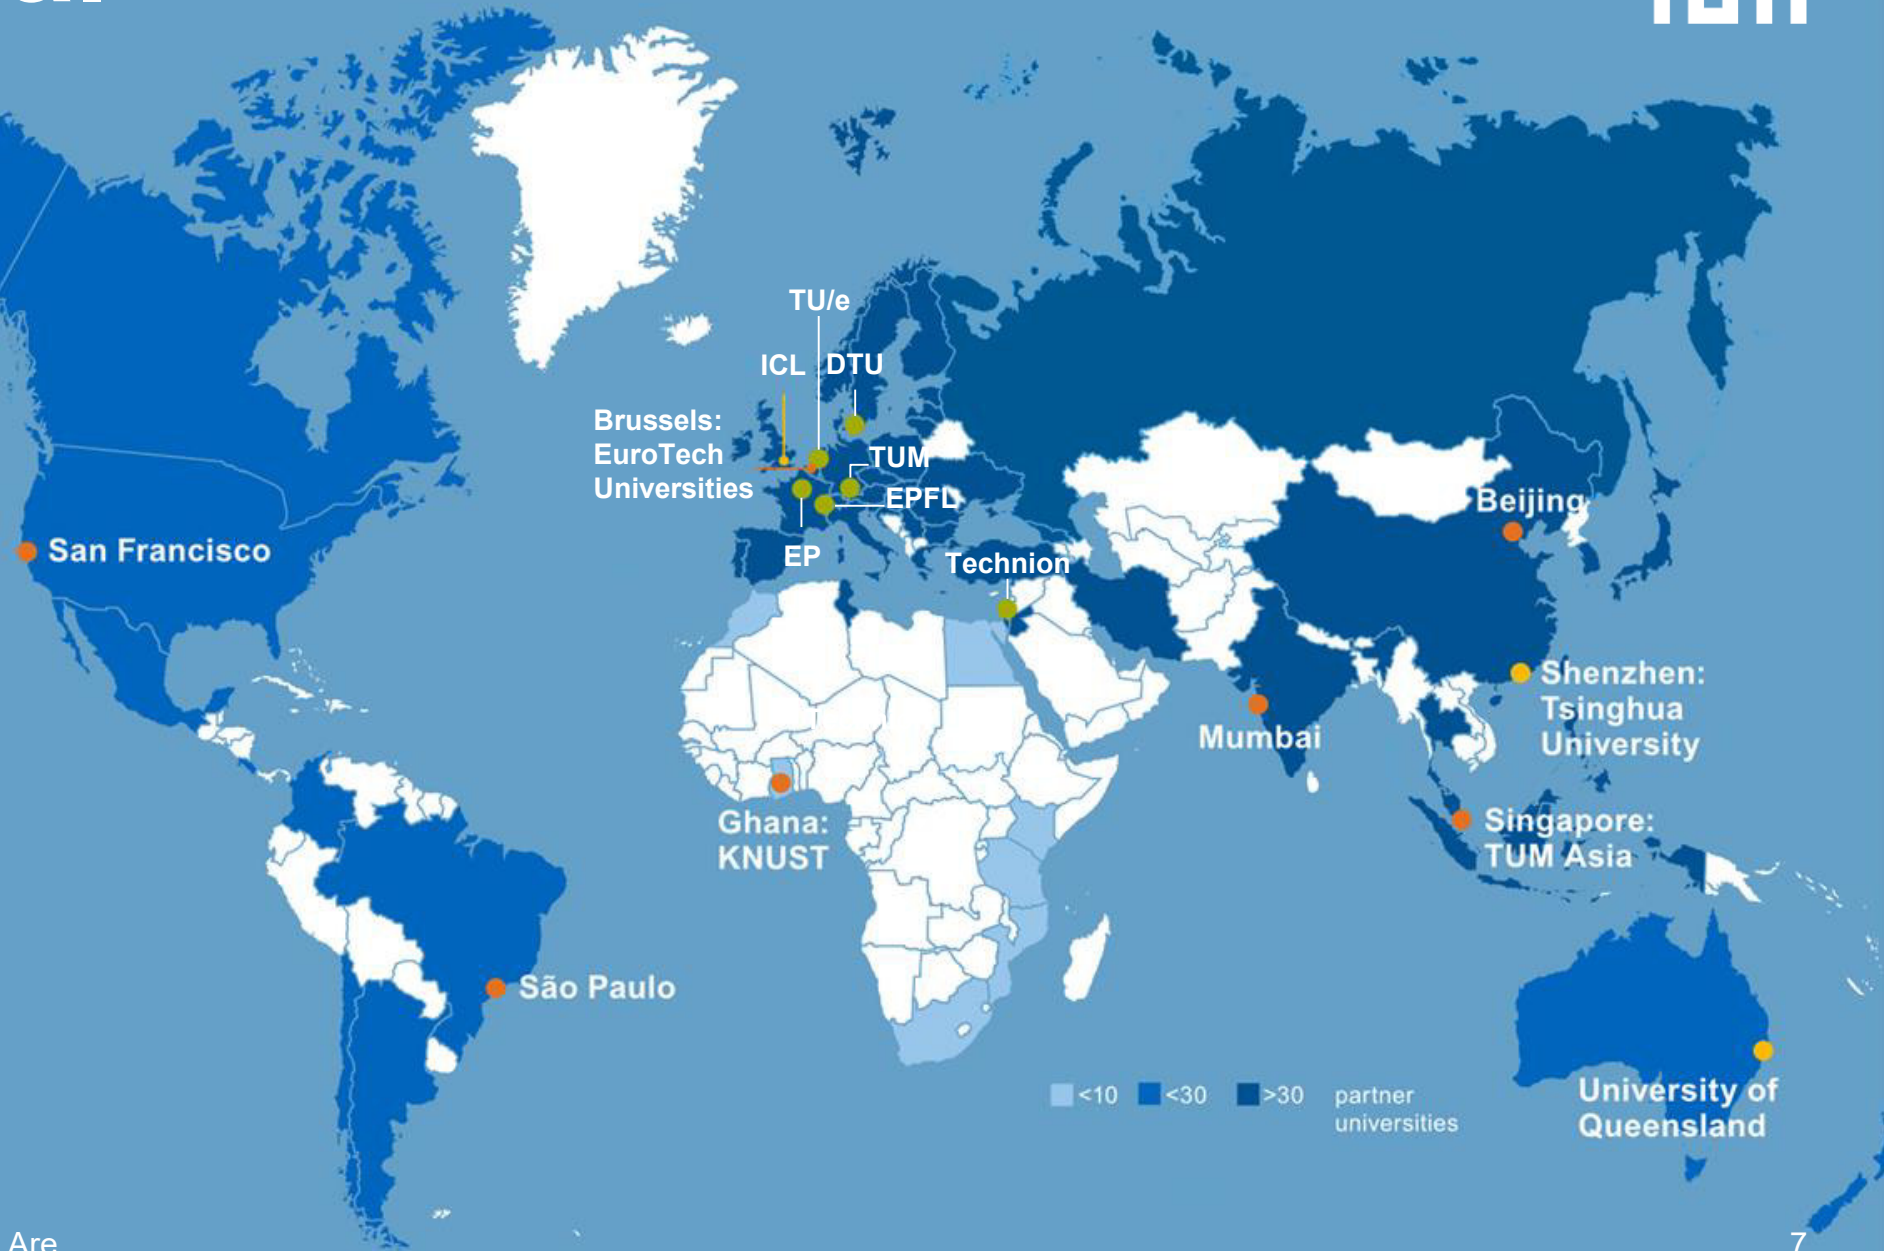 TU/e
ICL
DTU
Brussels:
EuroTech
Universities
TUM
EPFL
EP
Technion
Beijing
San Francisco
Shenzhen:
Tsinghua
University
Mumbai
Ghana:
KNUST
Singapore:
TUM Asia
São Paulo
<10 <30 >30 partner
universities
University of
Queensland
Are
7